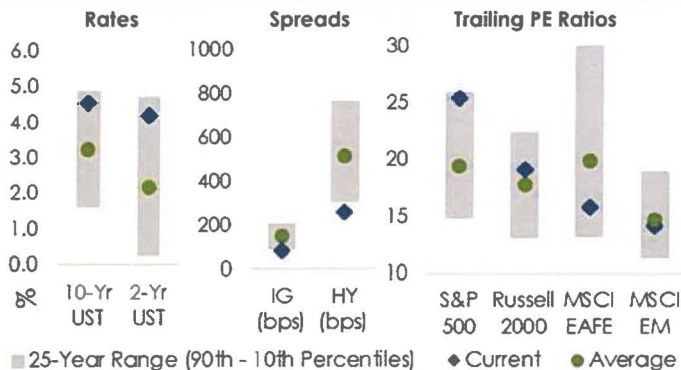 Rates
6.0
5.0
4.0
3.0
2.0
1.0
0.0
%
10-Yr
UST
2-Yr
UST
Spreads
1000
800
600
400
200
0
IG
(bps)
HY
(bps)
Trailing PE Ratios
30
25
20
15
10
S&P
500
Russell
2000
MSCI
EAFE
MSCI
EM
25-Year Range (90th - 10th Percentiles)
Current
Average